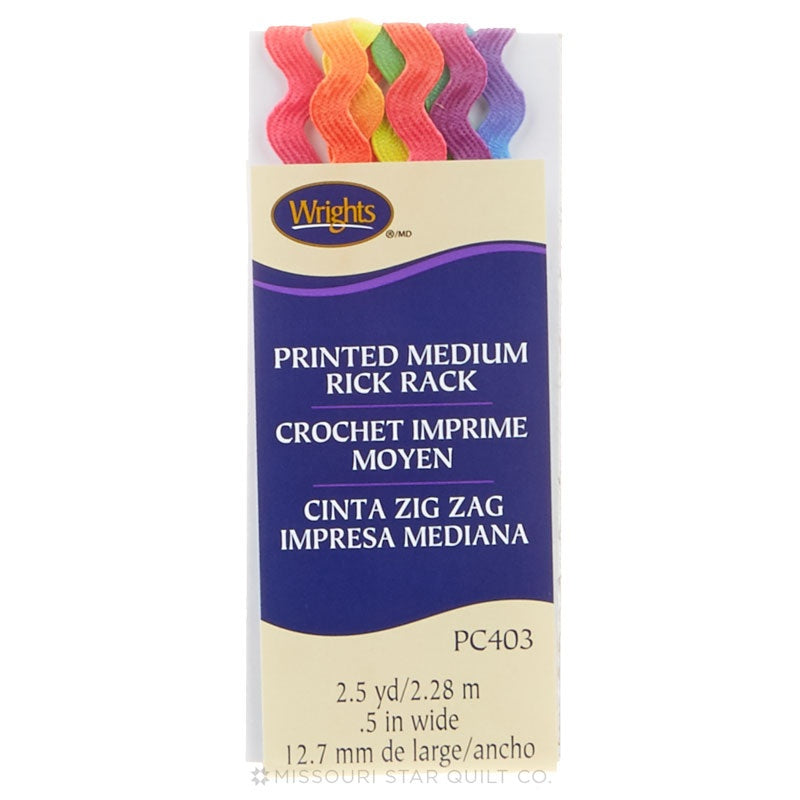 Wrights
®/MD
PRINTED MEDIUM
RICK RACK
CROCHET IMPRIME
MOYEN
CINTA ZIG ZAG
IMPRESA MEDIANA
PC403
2.5 yd/2.28 m
.5 in wide
12.7 mm de large/ancho
MISSOURI STAR QUILT CO.